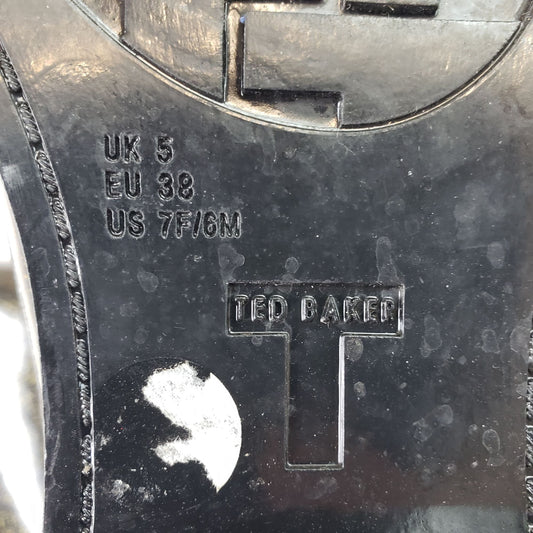 UK 5
EU 38
US 7F/6M
TED BAKER
T